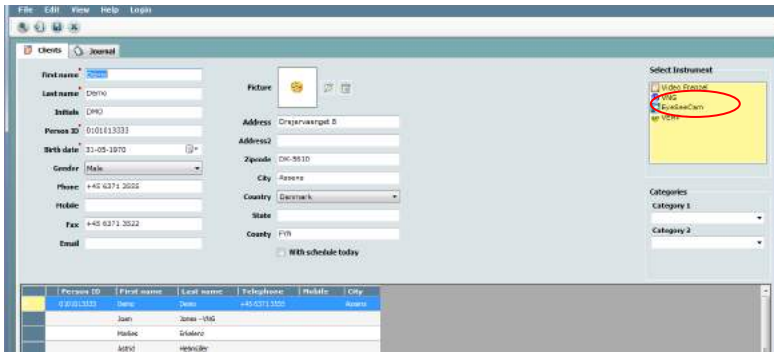 File Edit View Help Login
Clients Journal
First name Demo
Last name Demo
Initials DMO
Person ID 0101013333
Birth date 31-05-1970
Gender Male
Phone +45 6371 3555
Mobile
Fax +45 6371 3522
Email
Picture
Address Drejervaenget 8
Address2
Zipcode DK-5610
City Assens
Country Denmark
State
County FYN
With schedule today
Select Instrument
Video Frenzel
VNG
EyeSeeCam
VEMP
Categories
Category 1
Category 2
Person ID First name Last name Telephone Mobile City
0101013333 Demo Demo +45 6371 3555 Assens
Joan Jones -VNG
Marlies
Astrid